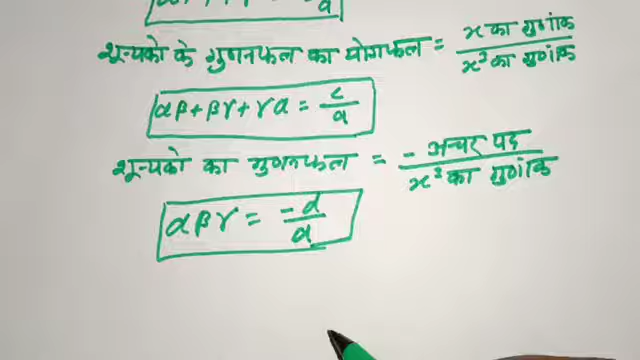 शून्यको के गुणनफल का योगफल = x का गुणांक / x³ का गुणांक
αβ+βγ+γα = c/a
शून्यको का गुणनफल = - अचर पद / x³ का गुणांक
αβγ = -d/a